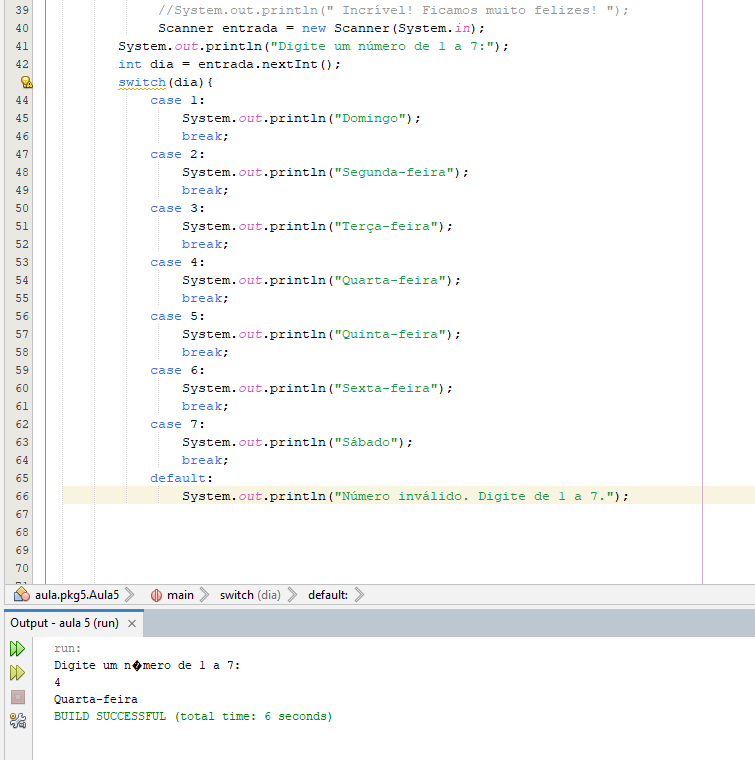 39 //System.out.println(" Incrível! Ficamos muito felizes! ");
40 Scanner entrada = new Scanner(System.in);
41 System.out.println("Digite um número de 1 a 7:");
42 int dia = entrada.nextInt();
switch(dia){
44 case 1:
45 System.out.println("Domingo");
46 break;
47 case 2:
48 System.out.println("Segunda-feira");
49 break;
50 case 3:
51 System.out.println("Terça-feira");
52 break;
53 case 4:
54 System.out.println("Quarta-feira");
55 break;
56 case 5:
57 System.out.println("Quinta-feira");
58 break;
59 case 6:
60 System.out.println("Sexta-feira");
61 break;
62 case 7:
63 System.out.println("Sábado");
64 break;
65 default:
66 System.out.println("Número inválido. Digite de 1 a 7.");
67
68
69
70
aula.pkg5.Aula5 main switch (dia) default:
Output - aula 5 (run) ×
run:
Digite um n�mero de 1 a 7:
4
Quarta-feira
BUILD SUCCESSFUL (total time: 6 seconds)